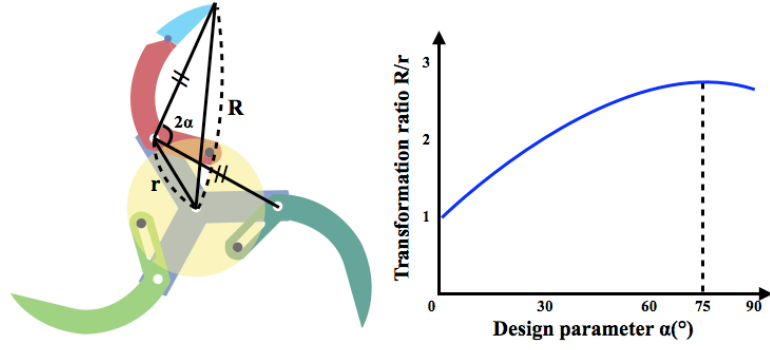 2α
R
r
Transformation ratio R/r
3
2
1
0
30
60
75
90
Design parameter α(°)